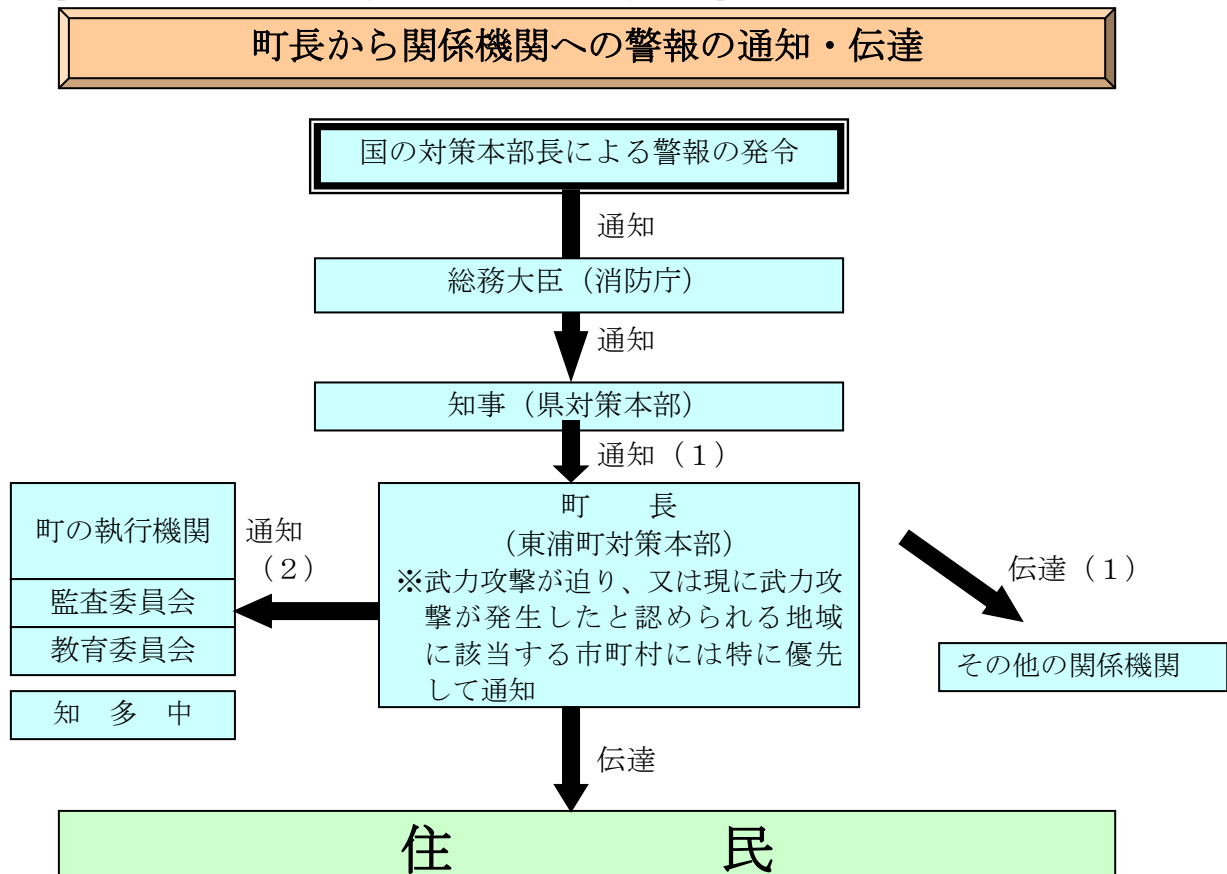 町長から関係機関への警報の通知・伝達
国の対策本部長による警報の発令
通知
総務大臣（消防庁）
通知
知事（県対策本部）
通知（１）
町の執行機関
監査委員会
教育委員会
知　多　中
通知
（２）
町　　長
（東浦町対策本部）
※武力攻撃が迫り、又は現に武力攻
撃が発生したと認められる地域
に該当する市町村には特に優先
して通知
伝達（１）
その他の関係機関
伝達
住　　　民